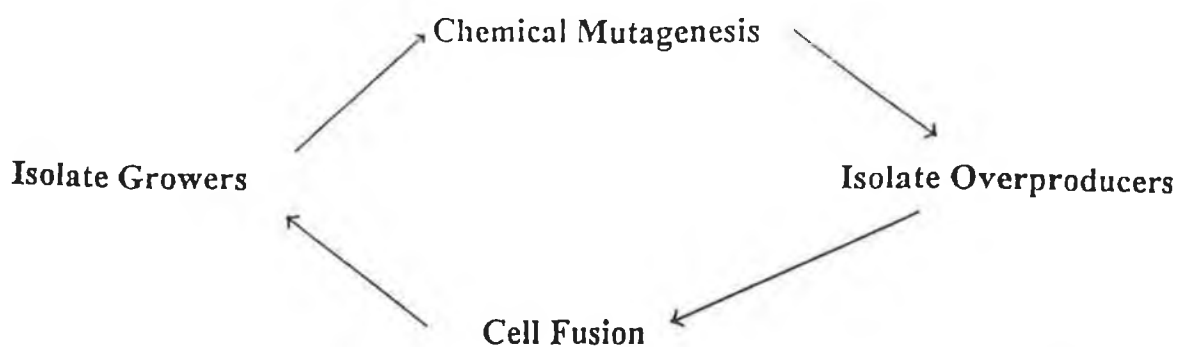 Chemical Mutagenesis
Isolate Growers
Isolate Overproducers
Cell Fusion